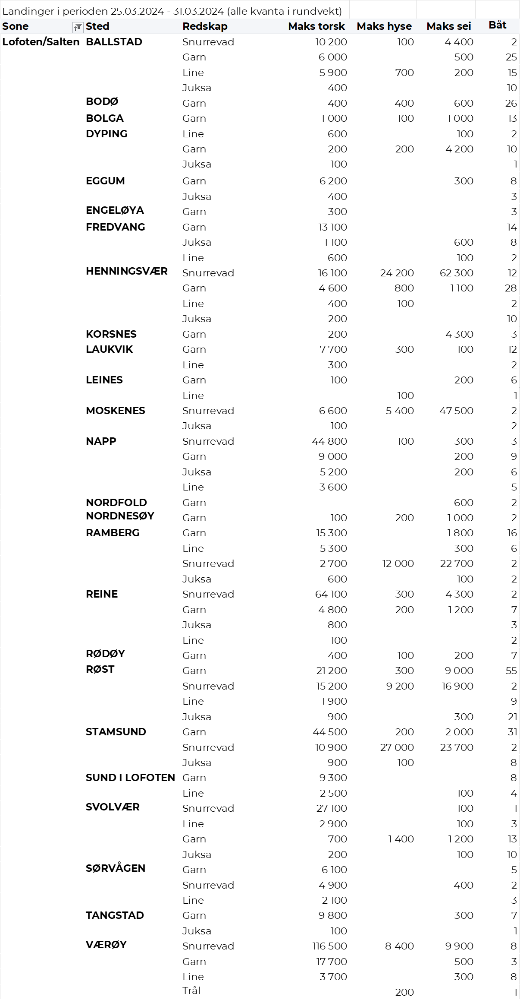 Landinger i perioden 25.03.2024 - 31.03.2024 (alle kvanta i rundvekt)
Sone Sted Redskap Maks torsk Maks hyse Maks sei Båt
Lofoten/Salten BALLSTAD Snurrevad 10 200 100 4 400 2
Garn 6 000 500 25
Line 5 900 700 200 15
Juksa 400 10
BODØ Garn 400 400 600 26
BOLGA Garn 1 000 100 1 000 13
DYPING Line 600 100 2
Garn 200 200 4 200 10
Juksa 100 1
EGGUM Garn 6 200 300 8
Juksa 400 3
ENGELØYA Garn 300 3
FREDVANG Garn 13 100 14
Juksa 1 100 600 8
Line 600 100 2
HENNINGSVÆR Snurrevad 16 100 24 200 62 300 12
Garn 4 600 800 1 100 28
Line 400 100 2
Juksa 200 10
KORSNES Garn 200 4 300 3
LAUKVIK Garn 7 700 300 100 12
Line 300 2
LEINES Garn 100 200 6
Line 100 1
MOSKENES Snurrevad 6 600 5 400 47 500 2
Juksa 100 2
NAPP Snurrevad 44 800 100 300 3
Garn 9 000 200 9
Juksa 5 200 200 6
Line 3 600 5
NORDFOLD Garn 600 2
NORDNESØY Garn 100 200 1 000 2
RAMBERG Garn 15 300 1 800 16
Line 5 300 300 6
Snurrevad 2 700 12 000 22 700 2
Juksa 600 100 2
REINE Snurrevad 64 100 300 4 300 2
Garn 4 800 200 1 200 7
Juksa 800 3
Line 100 2
RØDØY Garn 400 100 200 7
RØST Garn 21 200 300 9 000 55
Snurrevad 15 200 9 200 16 900 2
Line 1 900 9
Juksa 900 300 21
STAMSUND Garn 44 500 200 2 000 31
Snurrevad 10 900 27 000 23 700 2
Juksa 900 100 8
SUND I LOFOTEN Garn 9 300 8
Line 2 500 100 4
SVOLVÆR Snurrevad 27 100 100 1
Line 2 900 100 3
Garn 700 1 400 1 200 13
Juksa 200 100 10
SØRVÅGEN Garn 6 100 5
Snurrevad 4 900 400 2
Line 2 100 3
TANGSTAD Garn 9 800 300 7
Juksa 100 1
VÆRØY Snurrevad 116 500 8 400 9 900 8
Garn 17 700 500 3
Line 3 700 300 8
Trål 200 1